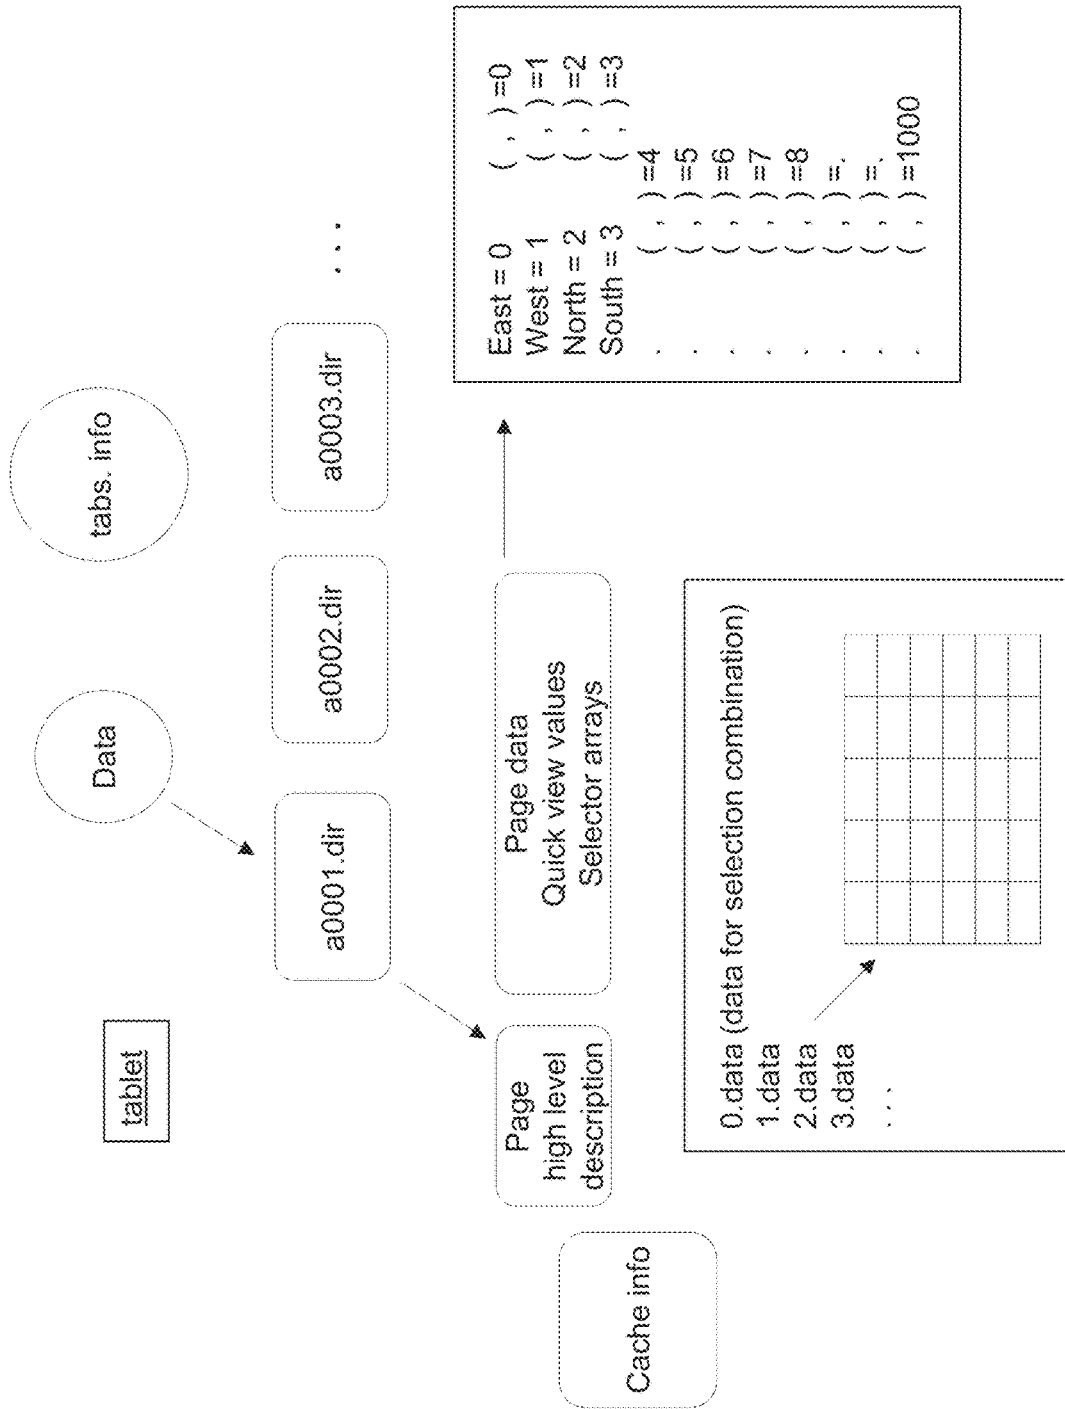 tablet
Data
tabs. info
a0001.dir
a0002.dir
a0003.dir
. . .
Page
high level
description
Page data
Quick view values
Selector arrays
East = 0 ( , ) =0
West = 1 ( , ) =1
North = 2 ( , ) =2
South = 3 ( , ) =3
. ( , ) =4
. ( , ) =5
. ( , ) =6
. ( , ) =7
. ( , ) =8
. ( , ) =.
. ( , ) =.
. ( , ) =1000
Cache info
0.data (data for selection combination)
1.data
2.data
3.data
. . .